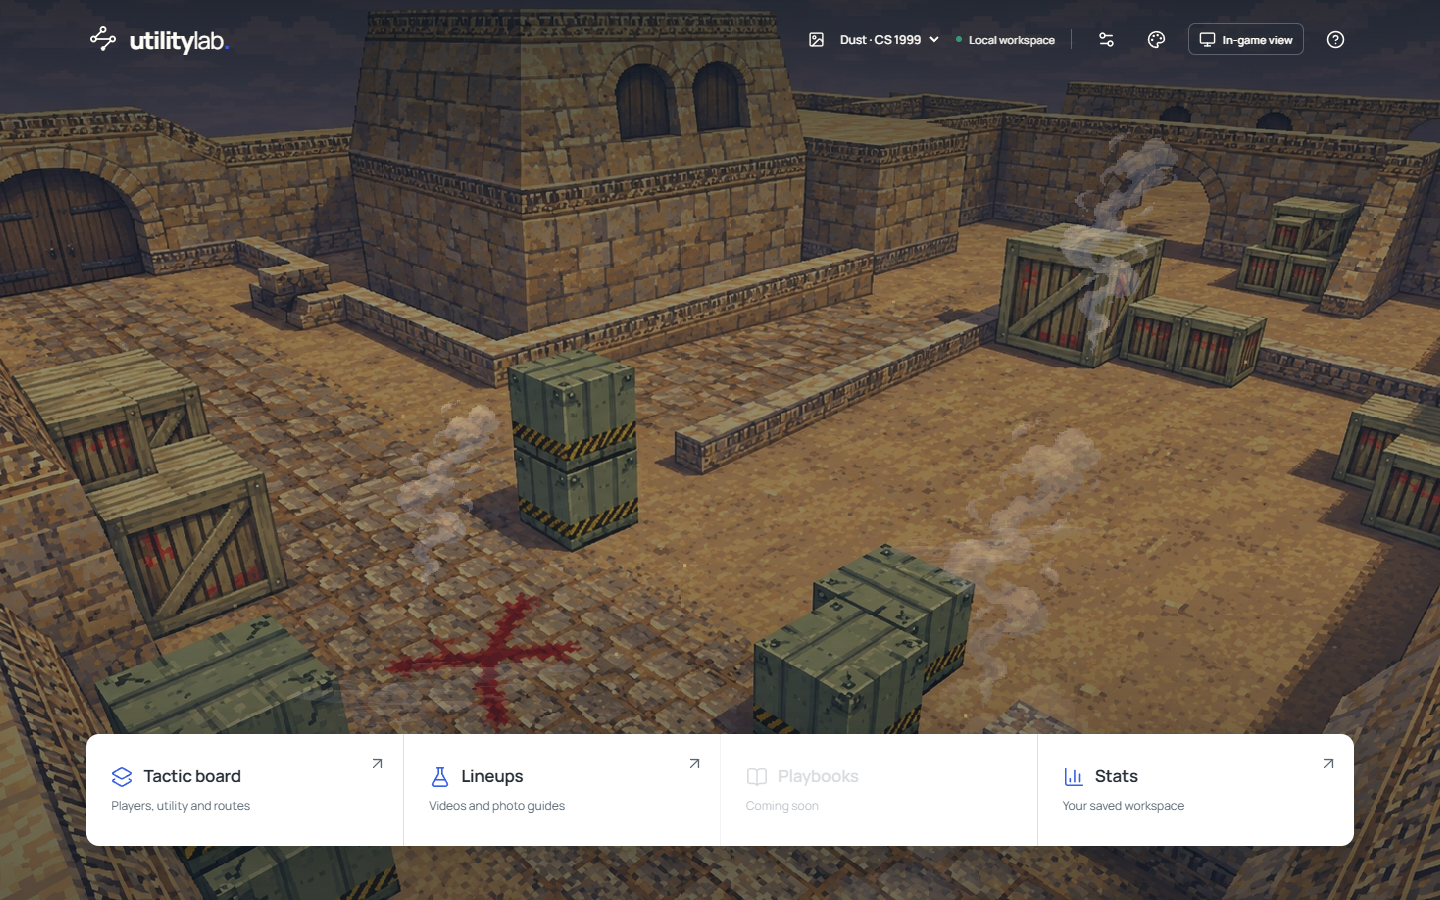 utilitylab.
Dust · CS 1999
Local workspace
In-game view
Tactic board
Players, utility and routes
Lineups
Videos and photo guides
Playbooks
Coming soon
Stats
Your saved workspace